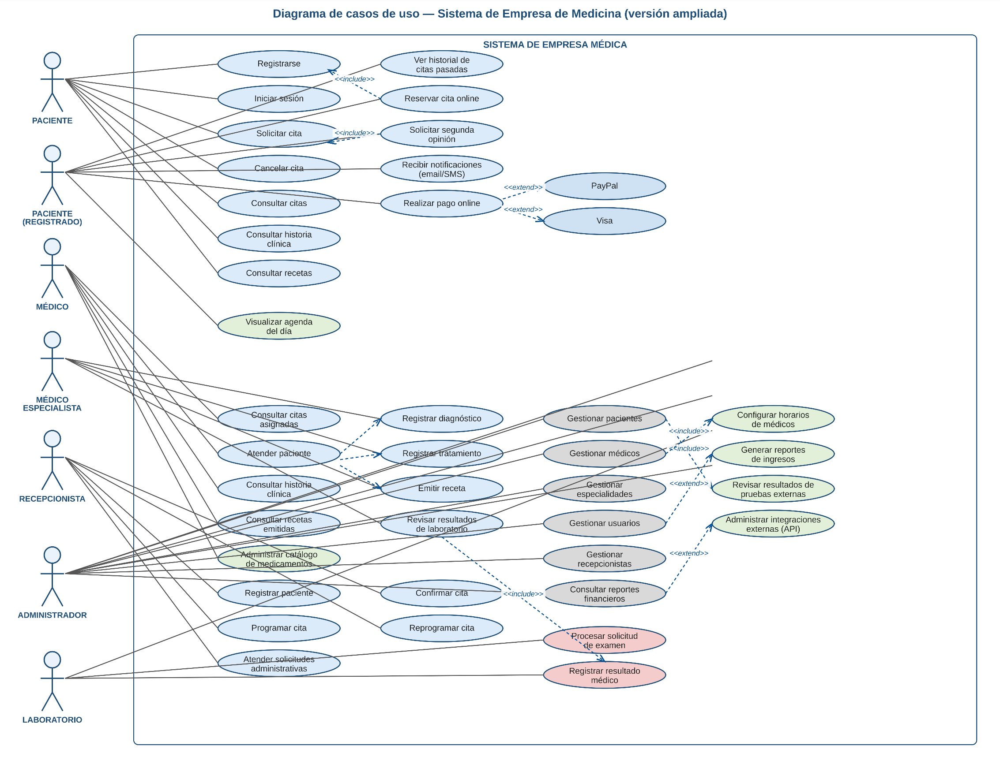 Diagrama de casos de uso — Sistema de Empresa de Medicina (versión ampliada)
SISTEMA DE EMPRESA MÉDICA
PACIENTE
PACIENTE
(REGISTRADO)
MÉDICO
MÉDICO
ESPECIALISTA
RECEPCIONISTA
ADMINISTRADOR
LABORATORIO
Registrarse
Iniciar sesión
Solicitar cita
Cancelar cita
Consultar citas
Consultar historia
clínica
Consultar recetas
Visualizar agenda
del día
Ver historial de
citas pasadas
Reservar cita online
Solicitar segunda
opinión
Recibir notificaciones
(email/SMS)
Realizar pago online
<<include>>
<<include>>
<<extend>>
<<extend>>
PayPal
Visa
Consultar citas
asignadas
Atender paciente
Consultar historia
clínica
Consultar recetas
emitidas
Administrar catálogo
de medicamentos
Registrar paciente
Programar cita
Atender solicitudes
administrativas
Registrar diagnóstico
Registrar tratamiento
Emitir receta
Revisar resultados
de laboratorio
Confirmar cita
Reprogramar cita
<<include>>
Gestionar pacientes
Gestionar médicos
Gestionar
especialidades
Gestionar usuarios
Gestionar
recepcionistas
Consultar reportes
financieros
Procesar solicitud
de examen
Registrar resultado
médico
<<include>>
<<include>>
<<extend>>
<<extend>>
Configurar horarios
de médicos
Generar reportes
de ingresos
Revisar resultados de
pruebas externas
Administrar integraciones
externas (API)